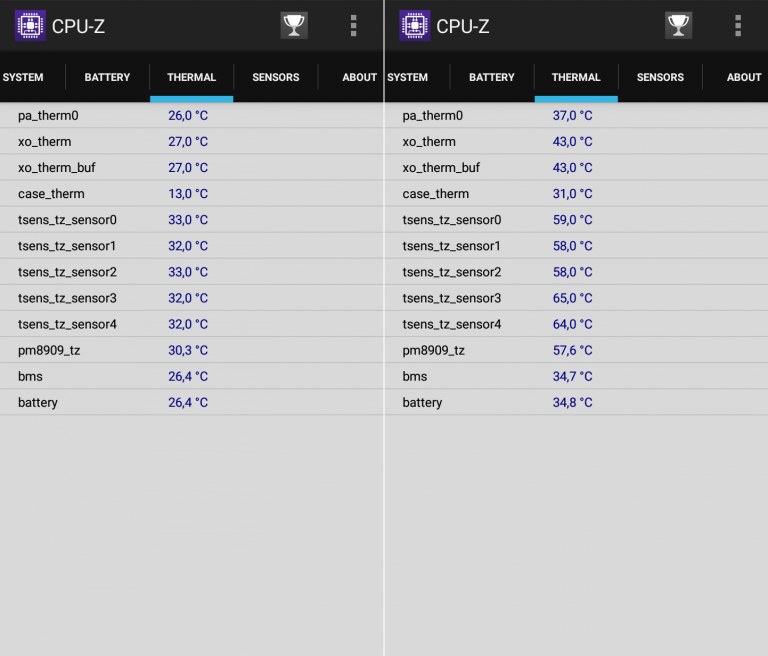 CPU-Z
SYSTEM BATTERY THERMAL SENSORS ABOUT
pa_therm0 26,0 °C
xo_therm 27,0 °C
xo_therm_buf 27,0 °C
case_therm 13,0 °C
tsens_tz_sensor0 33,0 °C
tsens_tz_sensor1 32,0 °C
tsens_tz_sensor2 33,0 °C
tsens_tz_sensor3 32,0 °C
tsens_tz_sensor4 32,0 °C
pm8909_tz 30,3 °C
bms 26,4 °C
battery 26,4 °C
CPU-Z
SYSTEM BATTERY THERMAL SENSORS ABOUT
pa_therm0 37,0 °C
xo_therm 43,0 °C
xo_therm_buf 43,0 °C
case_therm 31,0 °C
tsens_tz_sensor0 59,0 °C
tsens_tz_sensor1 58,0 °C
tsens_tz_sensor2 58,0 °C
tsens_tz_sensor3 65,0 °C
tsens_tz_sensor4 64,0 °C
pm8909_tz 57,6 °C
bms 34,7 °C
battery 34,8 °C